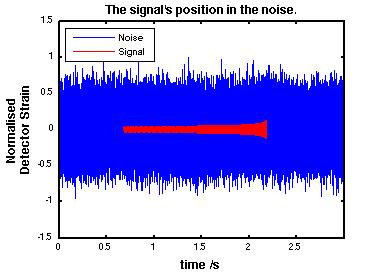 The signal's position in the noise.
Noise
Signal
Normalised
Detector Strain
1.5
1
0.5
0
-0.5
-1
-1.5
0
0.5
1
1.5
2
2.5
time /s